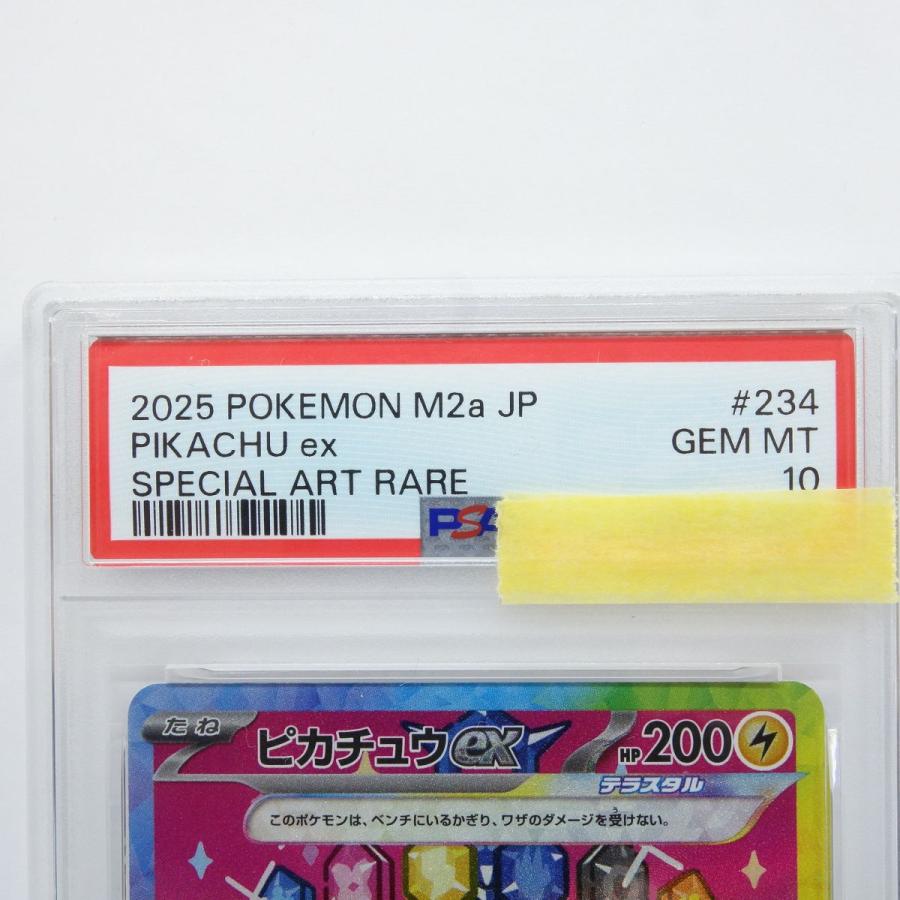 2025 POKEMON M2a JP #234
PIKACHU ex GEM MT
SPECIAL ART RARE 10
PSA
たね ピカチュウex HP200
テラスタル
このポケモンは、ベンチにいるかぎり、ワザのダメージを受けない。